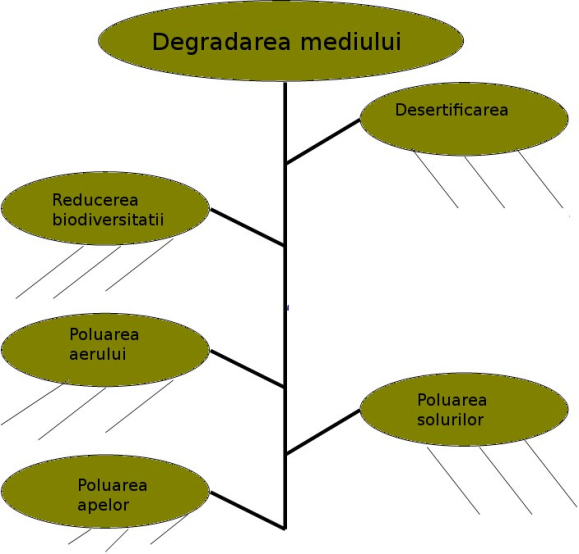 Degradarea mediului
Desertificarea
Reducerea
biodiversitatii
Poluarea
aerului
Poluarea
solurilor
Poluarea
apelor